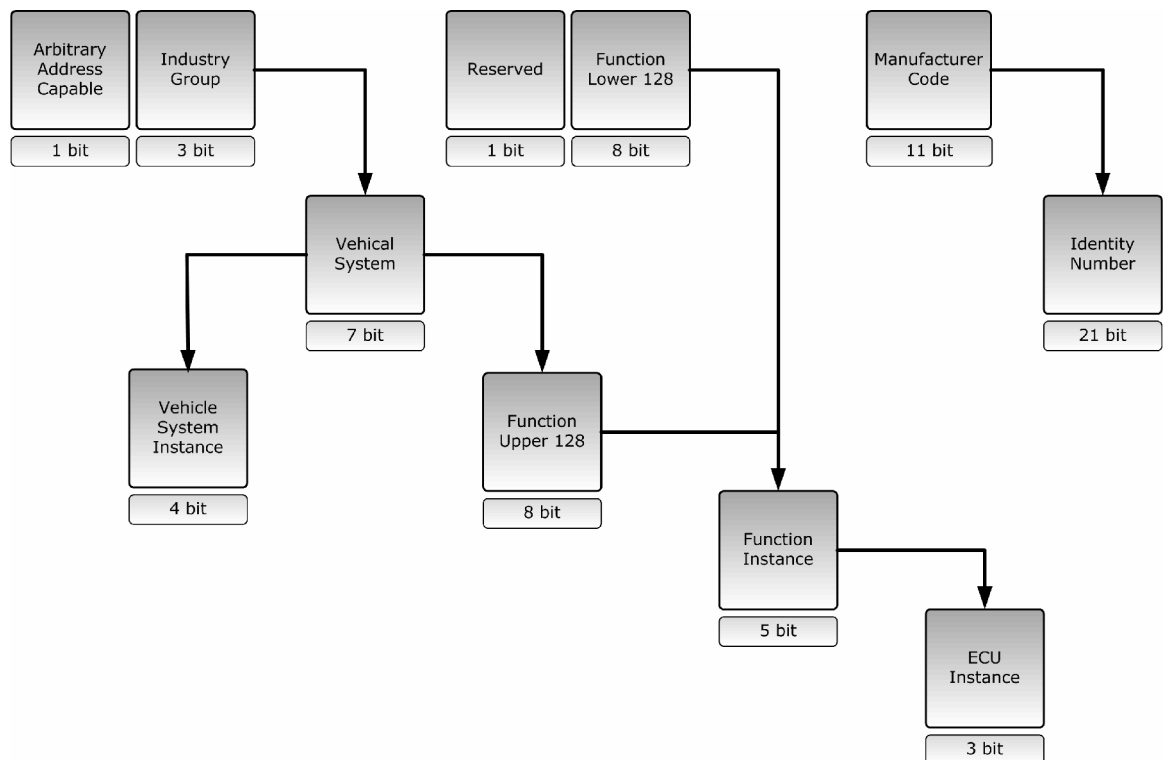 Arbitrary
Address
Capable
1 bit
Industry
Group
3 bit
Reserved
1 bit
Function
Lower 128
8 bit
Manufacturer
Code
11 bit
Vehical
System
7 bit
Identity
Number
21 bit
Vehicle
System
Instance
4 bit
Function
Upper 128
8 bit
Function
Instance
5 bit
ECU
Instance
3 bit